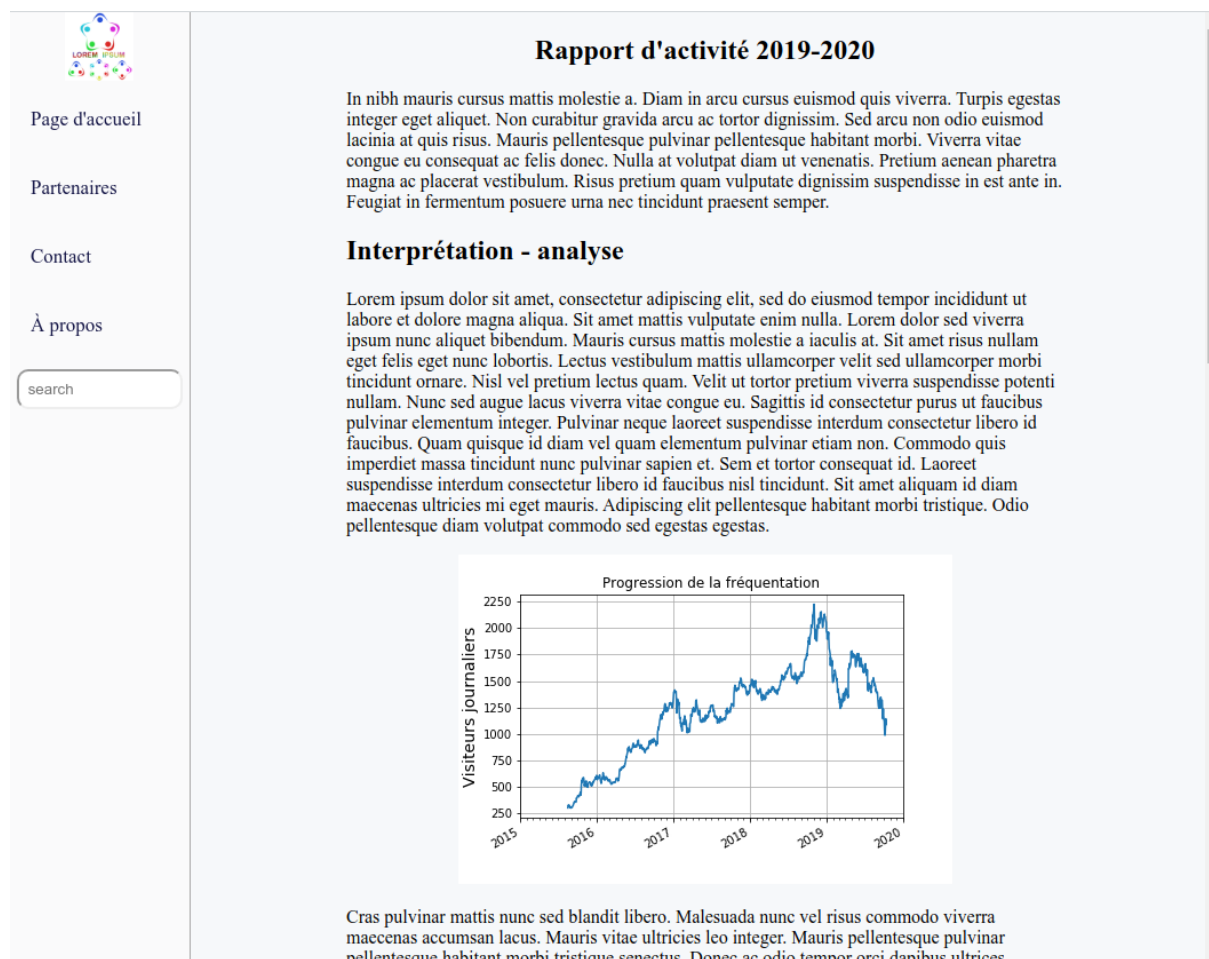 LOREM IPSUM
Page d'accueil
Partenaires
Contact
À propos
search
Rapport d'activité 2019-2020
In nibh mauris cursus mattis molestie a. Diam in arcu cursus euismod quis viverra. Turpis egestas
integer eget aliquet. Non curabitur gravida arcu ac tortor dignissim. Sed arcu non odio euismod
lacinia at quis risus. Mauris pellentesque pulvinar pellentesque habitant morbi. Viverra vitae
congue eu consequat ac felis donec. Nulla at volutpat diam ut venenatis. Pretium aenean pharetra
magna ac placerat vestibulum. Risus pretium quam vulputate dignissim suspendisse in est ante in.
Feugiat in fermentum posuere urna nec tincidunt praesent semper.
Interprétation - analyse
Lorem ipsum dolor sit amet, consectetur adipiscing elit, sed do eiusmod tempor incididunt ut
labore et dolore magna aliqua. Sit amet mattis vulputate enim nulla. Lorem dolor sed viverra
ipsum nunc aliquet bibendum. Mauris cursus mattis molestie a iaculis at. Sit amet risus nullam
eget felis eget nunc lobortis. Lectus vestibulum mattis ullamcorper velit sed ullamcorper morbi
tincidunt ornare. Nisl vel pretium lectus quam. Velit ut tortor pretium viverra suspendisse potenti
nullam. Nunc sed augue lacus viverra vitae congue eu. Sagittis id consectetur purus ut faucibus
pulvinar elementum integer. Pulvinar neque laoreet suspendisse interdum consectetur libero id
faucibus. Quam quisque id diam vel quam elementum pulvinar etiam non. Commodo quis
imperdiet massa tincidunt nunc pulvinar sapien et. Sem et tortor consequat id. Laoreet
suspendisse interdum consectetur libero id faucibus nisl tincidunt. Sit amet aliquam id diam
maecenas ultricies mi eget mauris. Adipiscing elit pellentesque habitant morbi tristique. Odio
pellentesque diam volutpat commodo sed egestas egestas.
Progression de la fréquentation
Visiteurs journaliers
2250
2000
1750
1500
1250
1000
750
500
250
2015 2016 2017 2018 2019 2020
Cras pulvinar mattis nunc sed blandit libero. Malesuada nunc vel risus commodo viverra
maecenas accumsan lacus. Mauris vitae ultricies leo integer. Mauris pellentesque pulvinar
pellentesque habitant morbi tristique senectus. Donec ac odio tempor orci dapibus ultrices